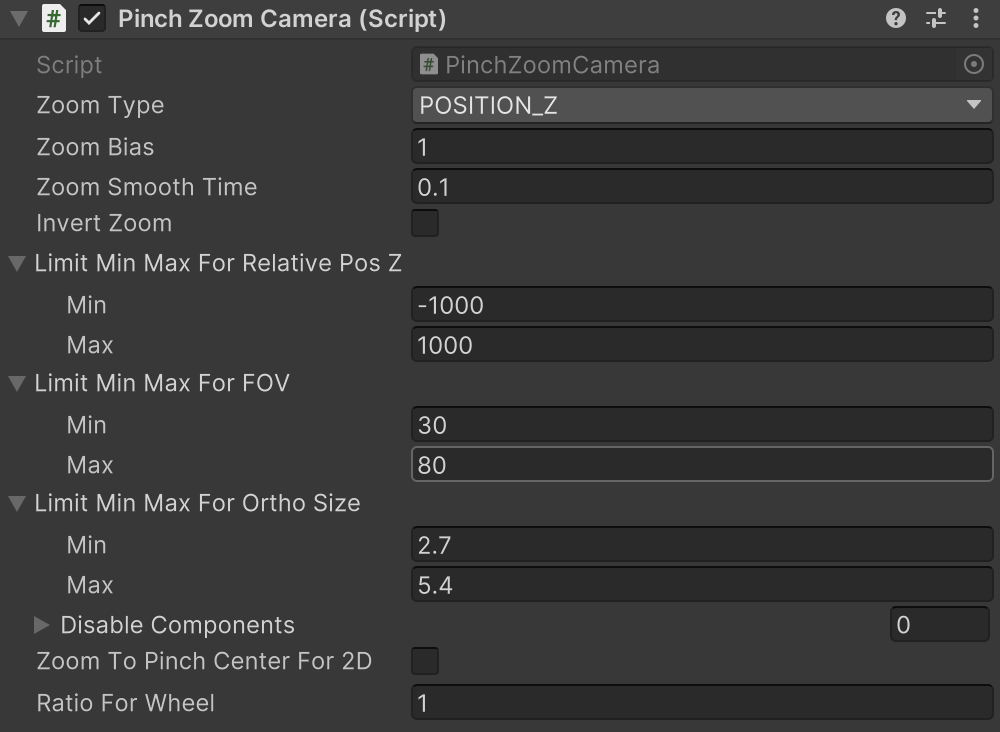 Pinch Zoom Camera (Script)
Script # PinchZoomCamera
Zoom Type POSITION_Z
Zoom Bias 1
Zoom Smooth Time 0.1
Invert Zoom
Limit Min Max For Relative Pos Z
Min -1000
Max 1000
Limit Min Max For FOV
Min 30
Max 80
Limit Min Max For Ortho Size
Min 2.7
Max 5.4
Disable Components 0
Zoom To Pinch Center For 2D
Ratio For Wheel 1